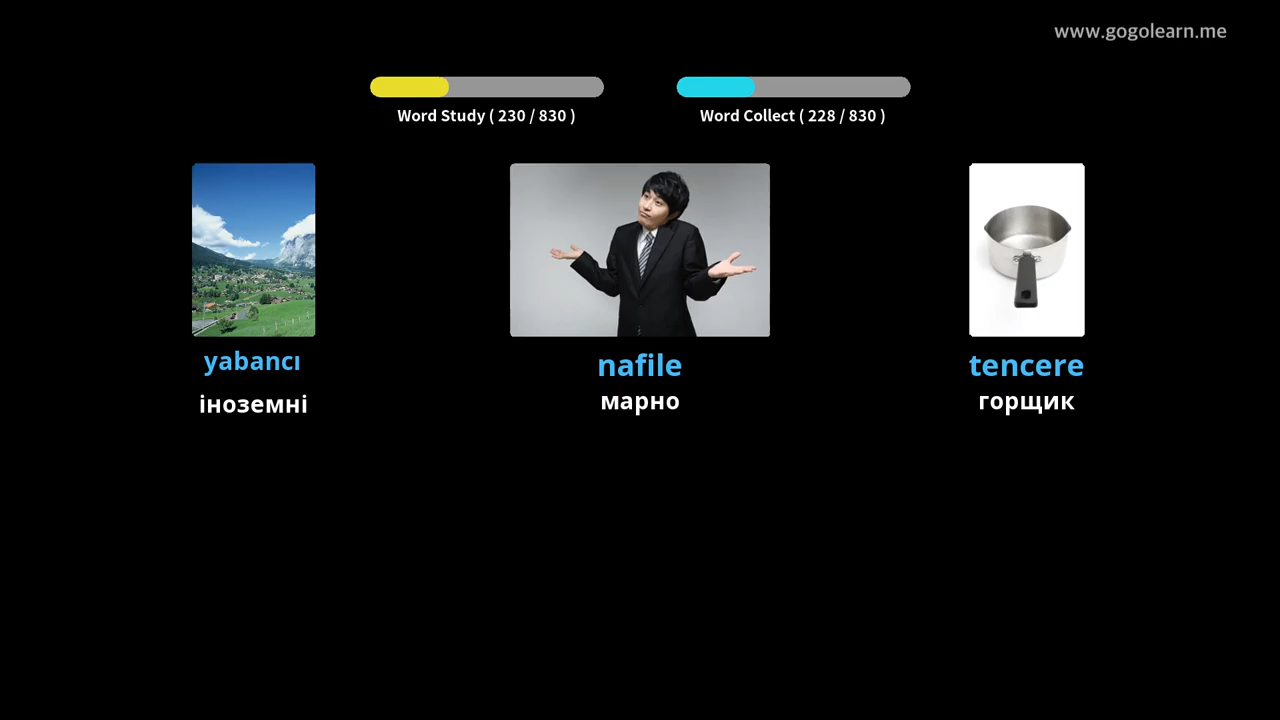 www.gogolearn.me
Word Study ( 230 / 830 )
Word Collect ( 228 / 830 )
yabancı
іноземні
nafile
марно
tencere
горщик